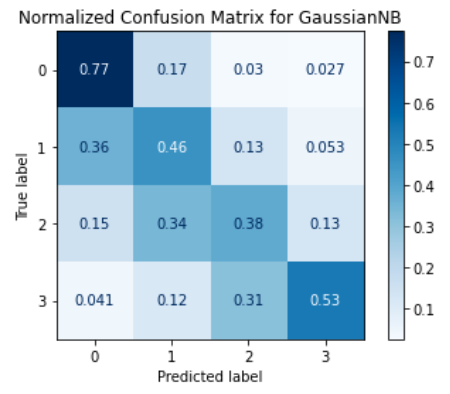 Normalized Confusion Matrix for GaussianNB
0 0.77 0.17 0.03 0.027
1 0.36 0.46 0.13 0.053
2 0.15 0.34 0.38 0.13
3 0.041 0.12 0.31 0.53
0 1 2 3
True label
Predicted label
0.7
0.6
0.5
0.4
0.3
0.2
0.1